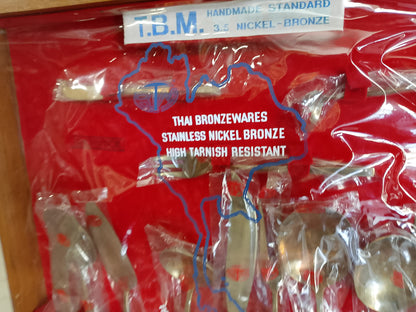 T.B.M. HANDMADE STANDARD
3.5 NICKEL-BRONZE
THAI BRONZEWARES
STAINLESS NICKEL BRONZE
HIGH TARNISH RESISTANT